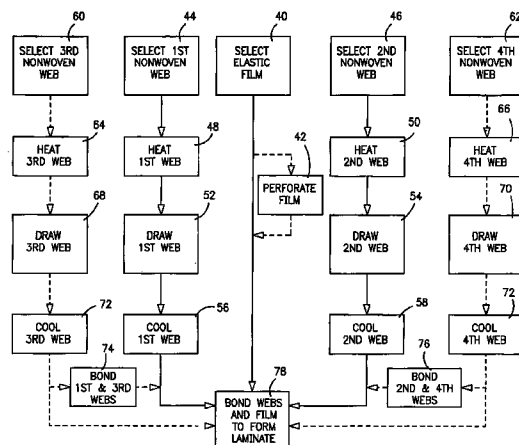 60
44
40
46
62
SELECT 3RD
NONWOVEN
WEB
SELECT 1ST
NONWOVEN
WEB
SELECT
ELASTIC
FILM
SELECT 2ND
NONWOVEN
WEB
SELECT 4TH
NONWOVEN
WEB
64
48
42
50
66
HEAT
3RD WEB
HEAT
1ST WEB
PERFORATE
FILM
HEAT
2ND WEB
HEAT
4TH WEB
68
52
54
70
DRAW
3RD WEB
DRAW
1ST WEB
DRAW
2ND WEB
DRAW
4TH WEB
72
56
58
72
COOL
3RD WEB
COOL
1ST WEB
COOL
2ND WEB
COOL
4TH WEB
74
78
76
BOND
1ST & 3RD
WEBS
BOND WEBS
AND FILM
TO FORM
LAMINATE
BOND
2ND & 4TH
WEBS